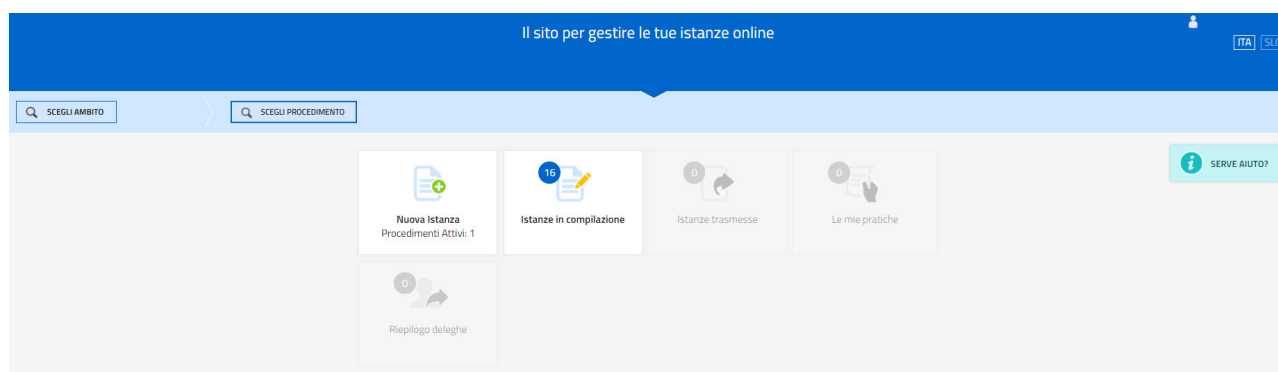 Il sito per gestire le tue istanze online
ITA
SCEGLI AMBITO
SCEGLI PROCEDIMENTO
SERVE AIUTO?
16
0
0
Nuova Istanza
Istanze in compilazione
Istanze trasmesse
Le mie pratiche
Procedimenti Attivi: 1
0
Riepilogo deleghe